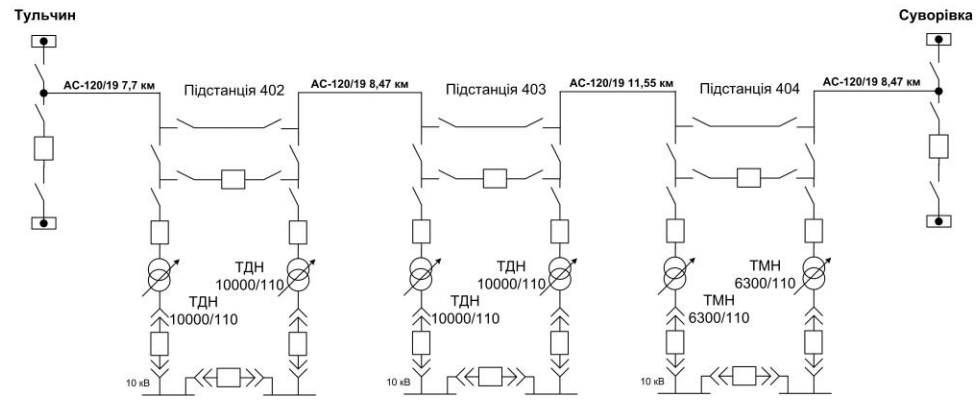 Тульчин
Суворівка
АС-120/19 7,7 км
Підстанція 402
АС-120/19 8,47 км
Підстанція 403
АС-120/19 11,55 км
Підстанція 404
АС-120/19 8,47 км
ТДН
10000/110
ТДН
10000/110
ТДН
10000/110
ТДН
10000/110
ТМН
6300/110
ТМН
6300/110
10 кВ
10 кВ
10 кВ